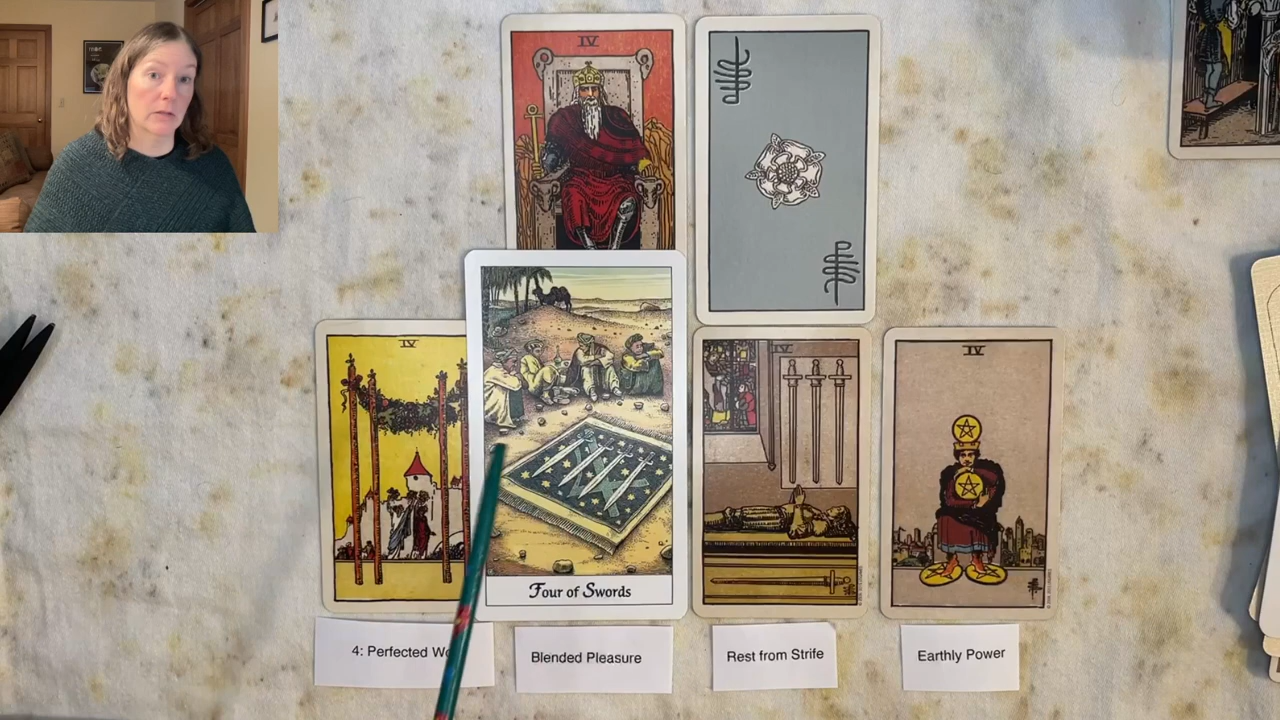 IV
IV
IV
IV
Four of Swords
4: Perfected
Blended Pleasure
Rest from Strife
Earthly Power